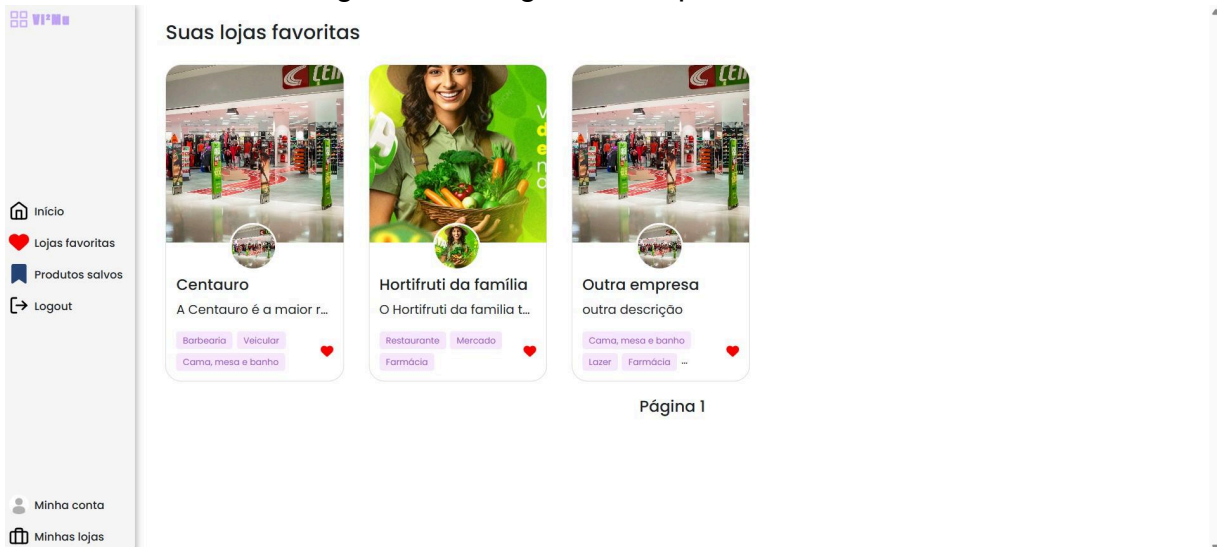 Suas lojas favoritas
Início
Lojas favoritas
Produtos salvos
Logout
Minha conta
Minhas lojas
Centauro
A Centauro é a maior r...
Barbearia Veicular
Cama, mesa e banho
Hortifruti da família
O Hortifruti da familia t...
Restaurante Mercado
Farmácia
Outra empresa
outra descrição
Cama, mesa e banho
Lazer Farmácia ...
Página 1